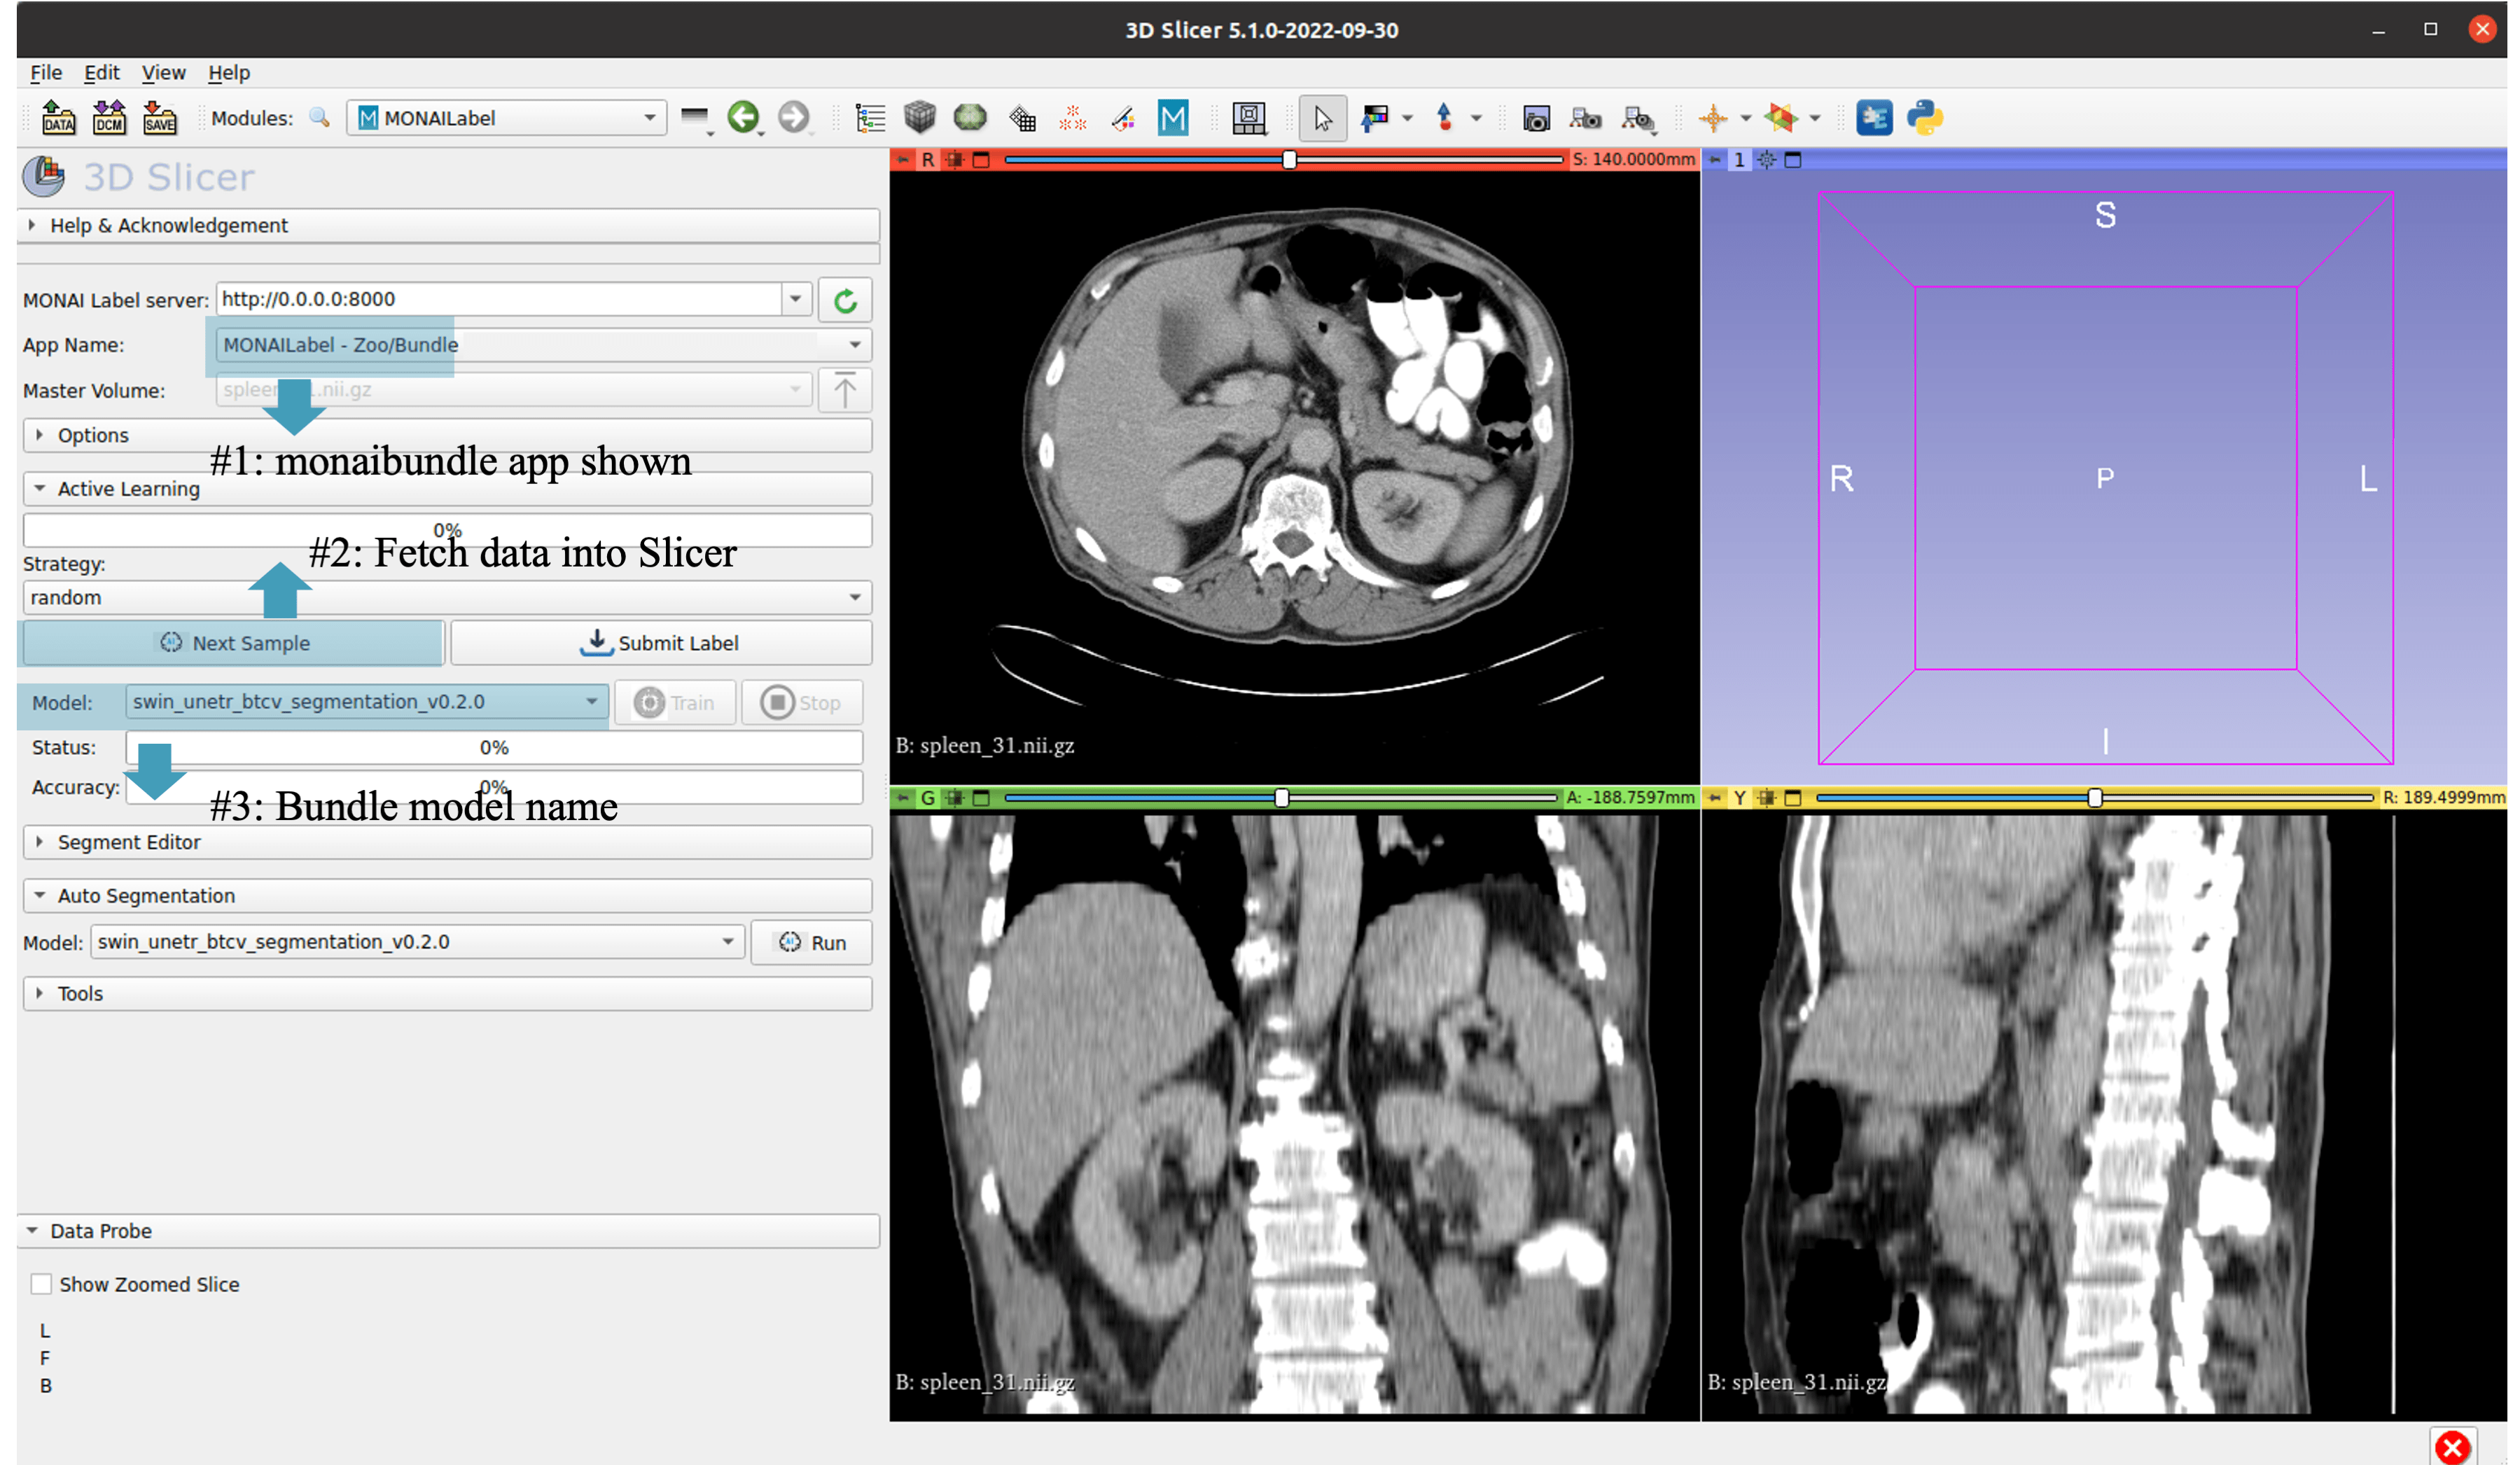 3D Slicer 5.1.0-2022-09-30
File Edit View Help
DATA DCM SAVE Modules: M MONAILabel M
3D Slicer
Help & Acknowledgement
MONAI Label server: http://0.0.0.0:8000
App Name: MONAILabel - Zoo/Bundle
Master Volume:
Options
#1: monaibundle app shown
Active Learning
0%
#2: Fetch data into Slicer
Strategy:
random
Next Sample Submit Label
Model: swin_unetr_btcv_segmentation_v0.2.0 Train Stop
Status: 0%
Accuracy: 0%
#3: Bundle model name
Segment Editor
Auto Segmentation
Model: swin_unetr_btcv_segmentation_v0.2.0 AI Run
Tools
Data Probe
Show Zoomed Slice
L
F
B
R S: 140.0000mm
B: spleen_31.nii.gz
1
S
R P L
I
G A: -188.7597mm
B: spleen_31.nii.gz
Y R: 189.4999mm
B: spleen_31.nii.gz